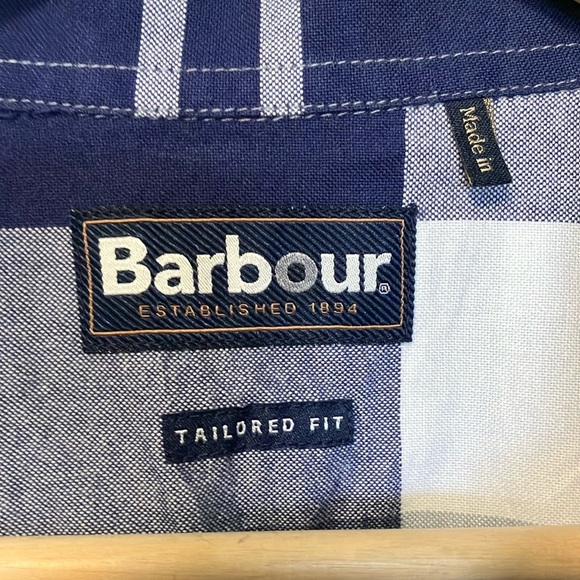 Made in
Barbour®
ESTABLISHED 1894
TAILORED FIT